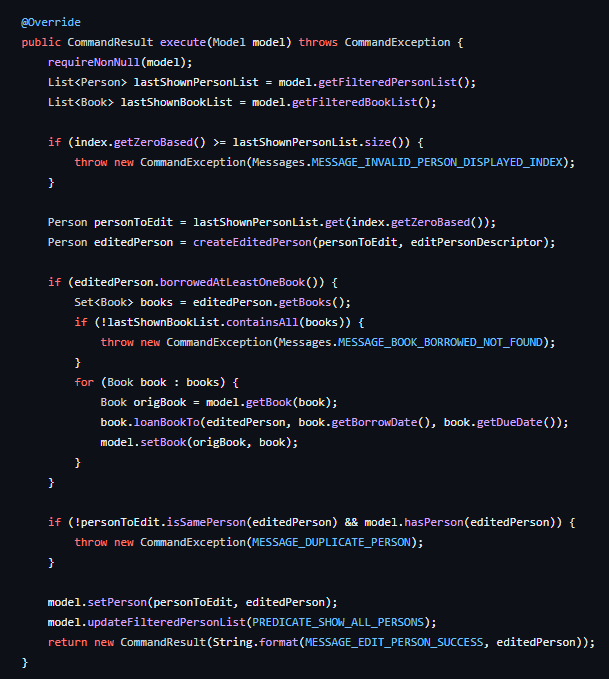 @Override
public CommandResult execute(Model model) throws CommandException {
    requireNonNull(model);
    List<Person> lastShownPersonList = model.getFilteredPersonList();
    List<Book> lastShownBookList = model.getFilteredBookList();

    if (index.getZeroBased() >= lastShownPersonList.size()) {
        throw new CommandException(Messages.MESSAGE_INVALID_PERSON_DISPLAYED_INDEX);
    }

    Person personToEdit = lastShownPersonList.get(index.getZeroBased());
    Person editedPerson = createEditedPerson(personToEdit, editPersonDescriptor);

    if (editedPerson.borrowedAtLeastOneBook()) {
        Set<Book> books = editedPerson.getBooks();
        if (!lastShownBookList.containsAll(books)) {
            throw new CommandException(Messages.MESSAGE_BOOK_BORROWED_NOT_FOUND);
        }
        for (Book book : books) {
            Book origBook = model.getBook(book);
            book.loanBookTo(editedPerson, book.getBorrowDate(), book.getDueDate());
            model.setBook(origBook, book);
        }
    }

    if (!personToEdit.isSamePerson(editedPerson) && model.hasPerson(editedPerson)) {
        throw new CommandException(MESSAGE_DUPLICATE_PERSON);
    }

    model.setPerson(personToEdit, editedPerson);
    model.updateFilteredPersonList(PREDICATE_SHOW_ALL_PERSONS);
    return new CommandResult(String.format(MESSAGE_EDIT_PERSON_SUCCESS, editedPerson));
}